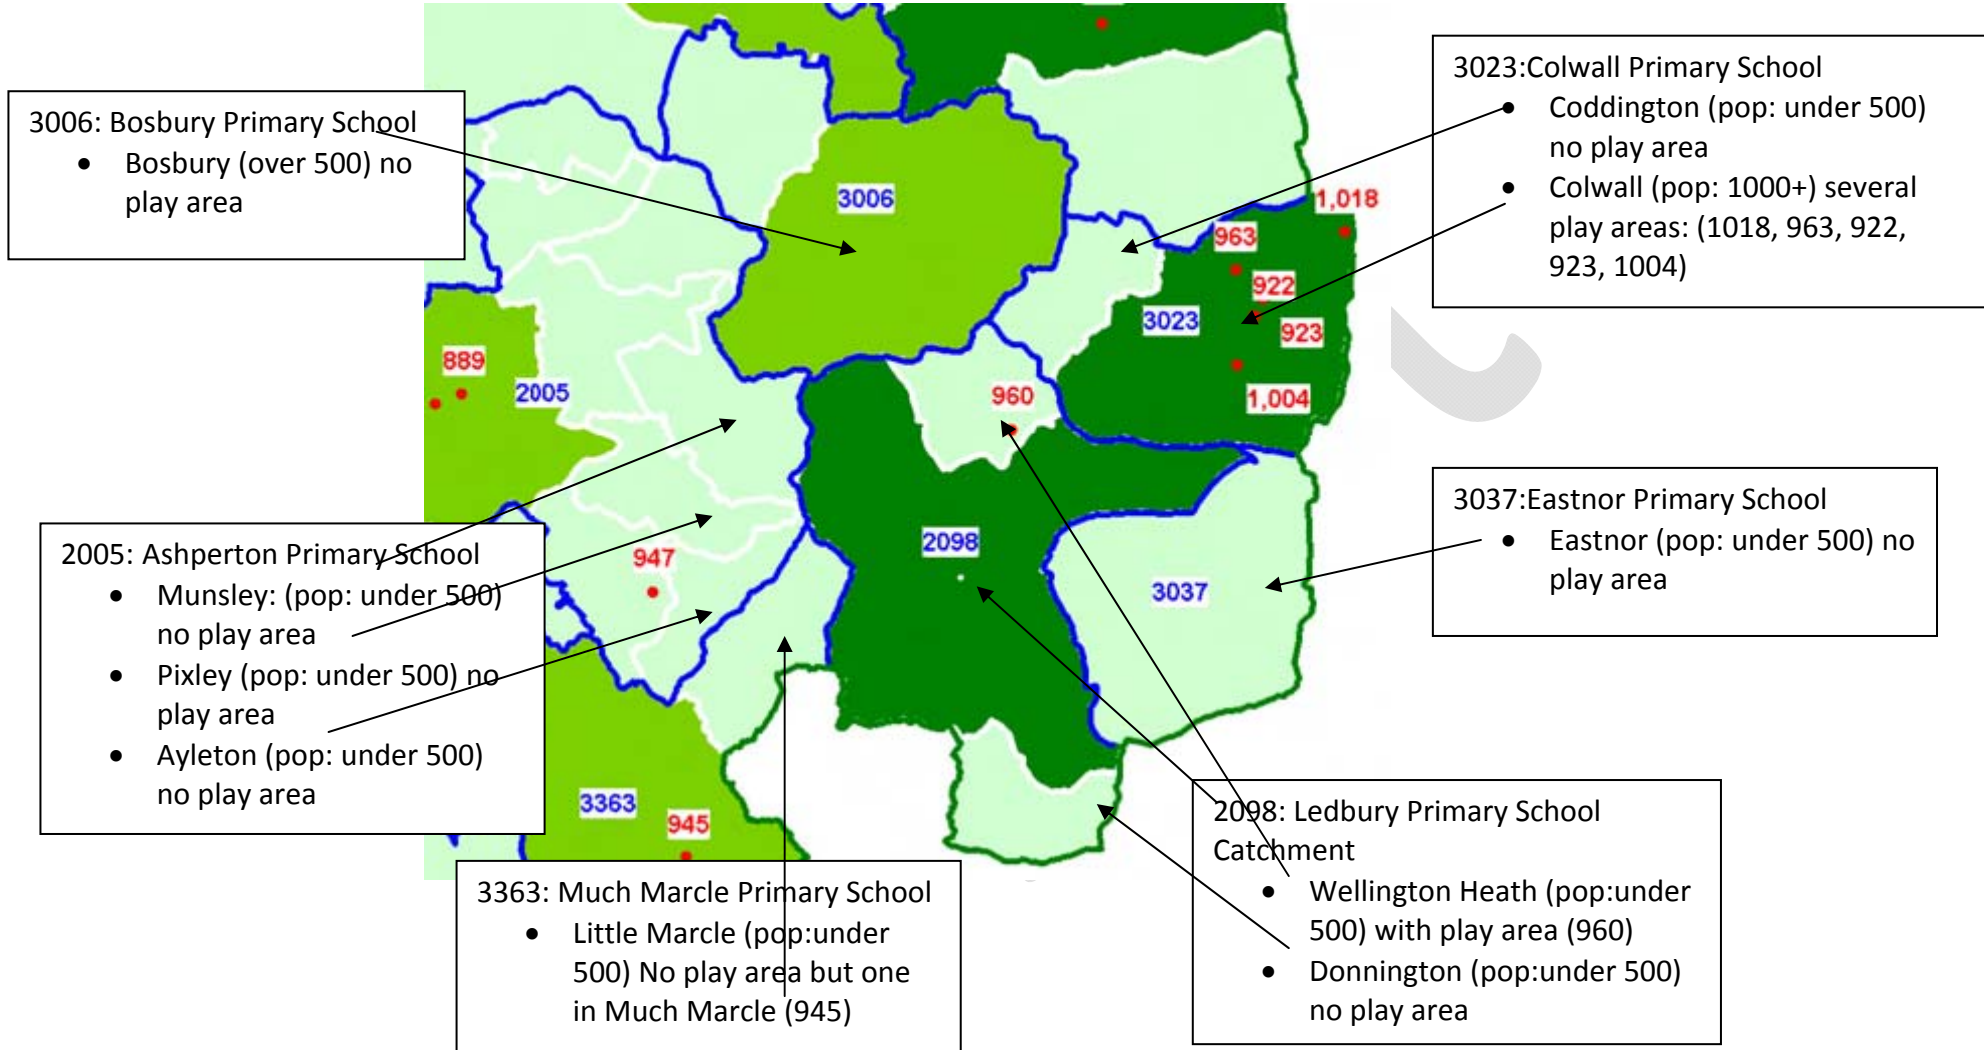 3006: Bosbury Primary School
• Bosbury (over 500) no
play area
3023:Colwall Primary School
• Coddington (pop: under 500)
no play area
• Colwall (pop: 1000+) several
play areas: (1018, 963, 922,
923, 1004)
3006
1,018
963
922
3023
923
889
2005
960
1,004
3037:Eastnor Primary School
• Eastnor (pop: under 500) no
play area
2005: Ashperton Primary School
• Munsley: (pop: under 500)
no play area
• Pixley (pop: under 500) no
play area
• Ayleton (pop: under 500)
no play area
2098
947
3037
3363
945
2098: Ledbury Primary School
Catchment
• Wellington Heath (pop:under
500) with play area (960)
• Donnington (pop:under 500)
no play area
3363: Much Marcle Primary School
• Little Marcle (pop:under
500) No play area but one
in Much Marcle (945)